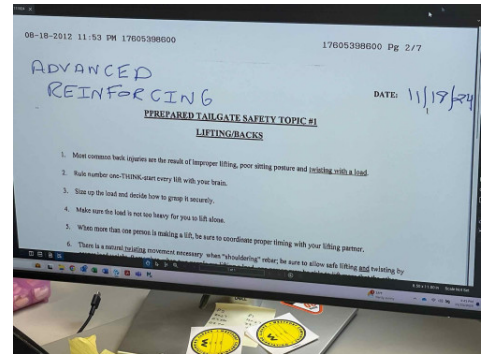 08-18-2012 11:53 PM 17605398600
17605398600 Pg 2/7
ADVANCED
REINFORCING
DATE: 11/18/24
PPREPARED TAILGATE SAFETY TOPIC #1
LIFTING/BACKS
1. Most common back injuries are the result of improper lifting, poor sitting posture and twisting with a load.
2. Rule number one-THINK-start every lift with your brain.
3. Size up the load and decide how to grasp it securely.
4. Make sure the load is not too heavy for you to lift alone.
5. When more than one person is making a lift, be sure to coordinate proper timing with your lifting partner.
6. There is a natural twisting movement necessary when "shouldering" rebar; be sure to allow safe lifting and twisting by